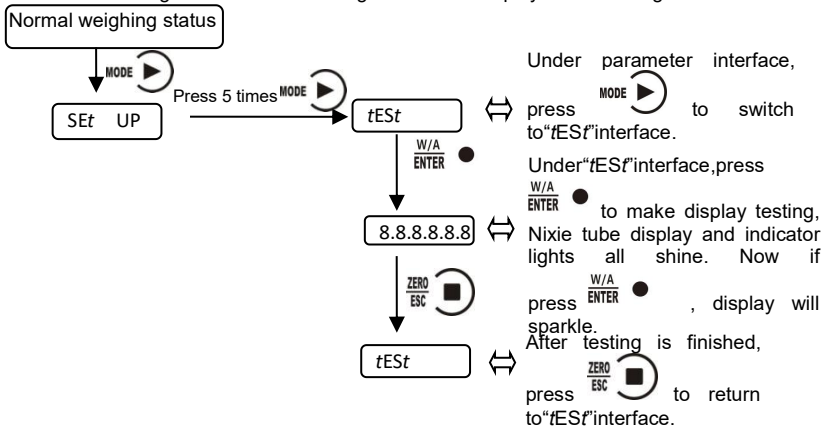 Normal weighing status
MODE
SEt UP
Press 5 times MODE
tESt
Under parameter interface,
press MODE to switch
to“tESt”interface.
W/A
ENTER
Under“tESt”interface,press
W/A
ENTER to make display testing,
8.8.8.8.8.8
Nixie tube display and indicator
lights all shine. Now if
press W/A
ENTER , display will
sparkle.
ZERO
ESC
tESt
After testing is finished,
press ZERO
ESC to return
to“tESt”interface.